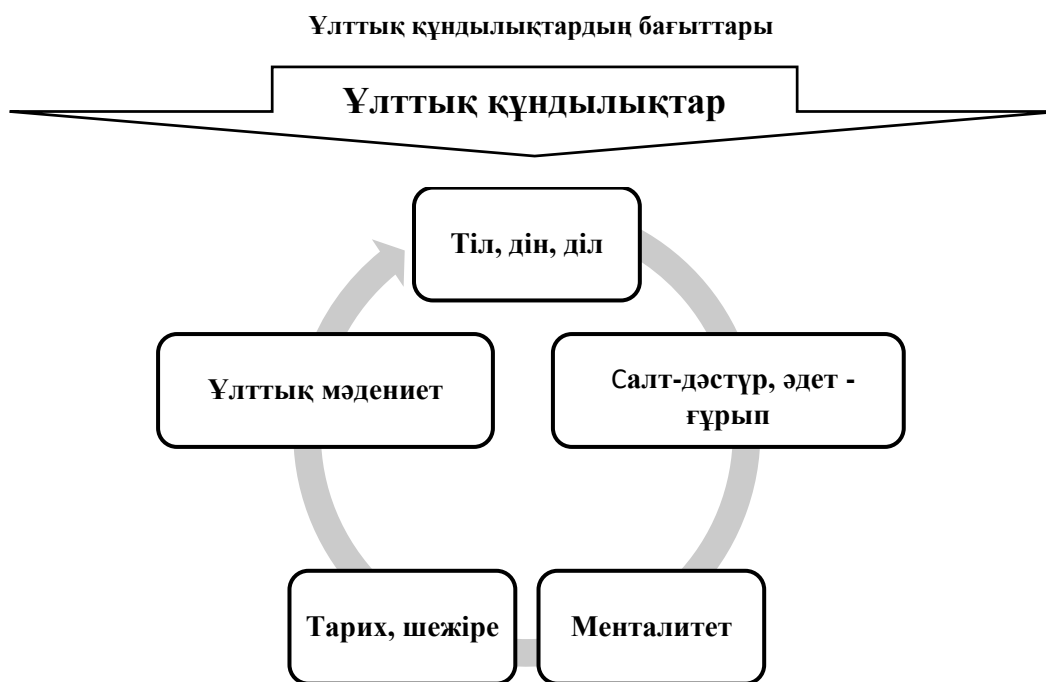 Ұлттық құндылықтардың бағыттары
Ұлттық құндылықтар
Тіл, дін, діл
Ұлттық мәдениет
Салт-дәстүр, әдет -
ғұрып
Тарих, шежіре
Менталитет